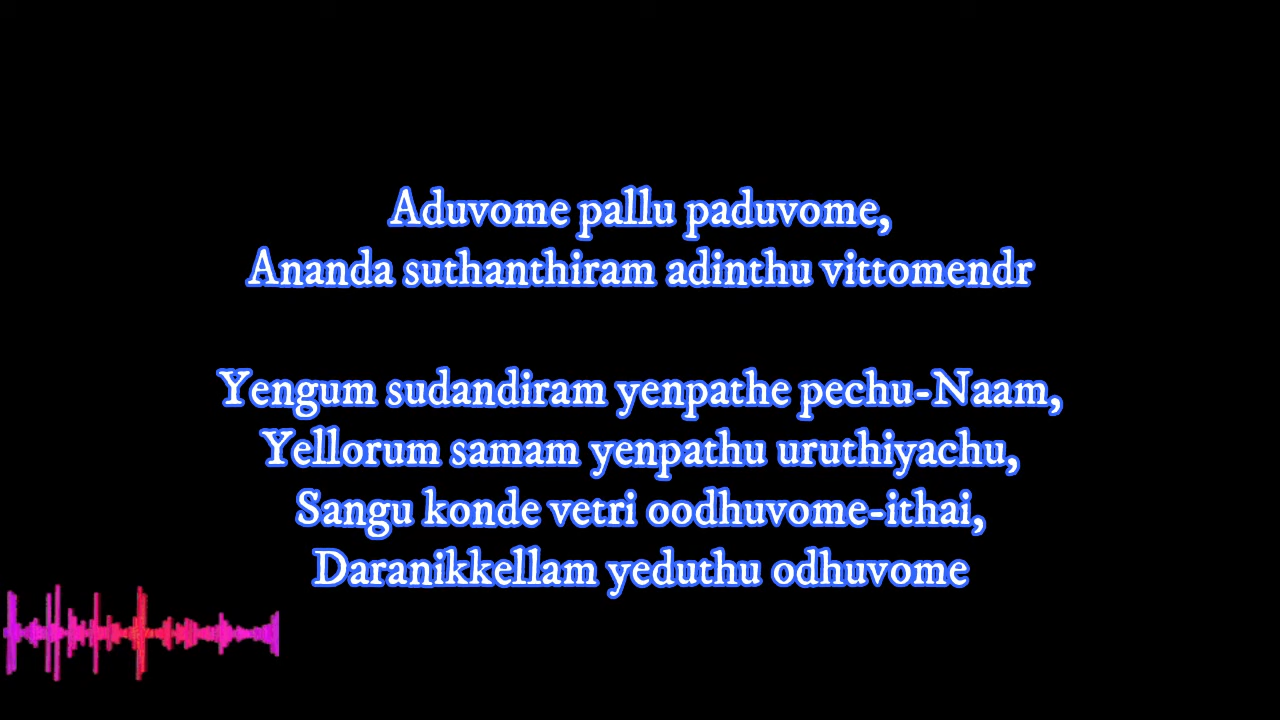 Aduvome pallu paduvome,
Ananda suthanthiram adinthu vittomendr
Yengum sudandiram yenpathe pechu-Naam,
Yellorum samam yenpathu uruthiyachu,
Sangu konde vetri oodhuvome-ithai,
Daranikkellam yeduthu odhuvome